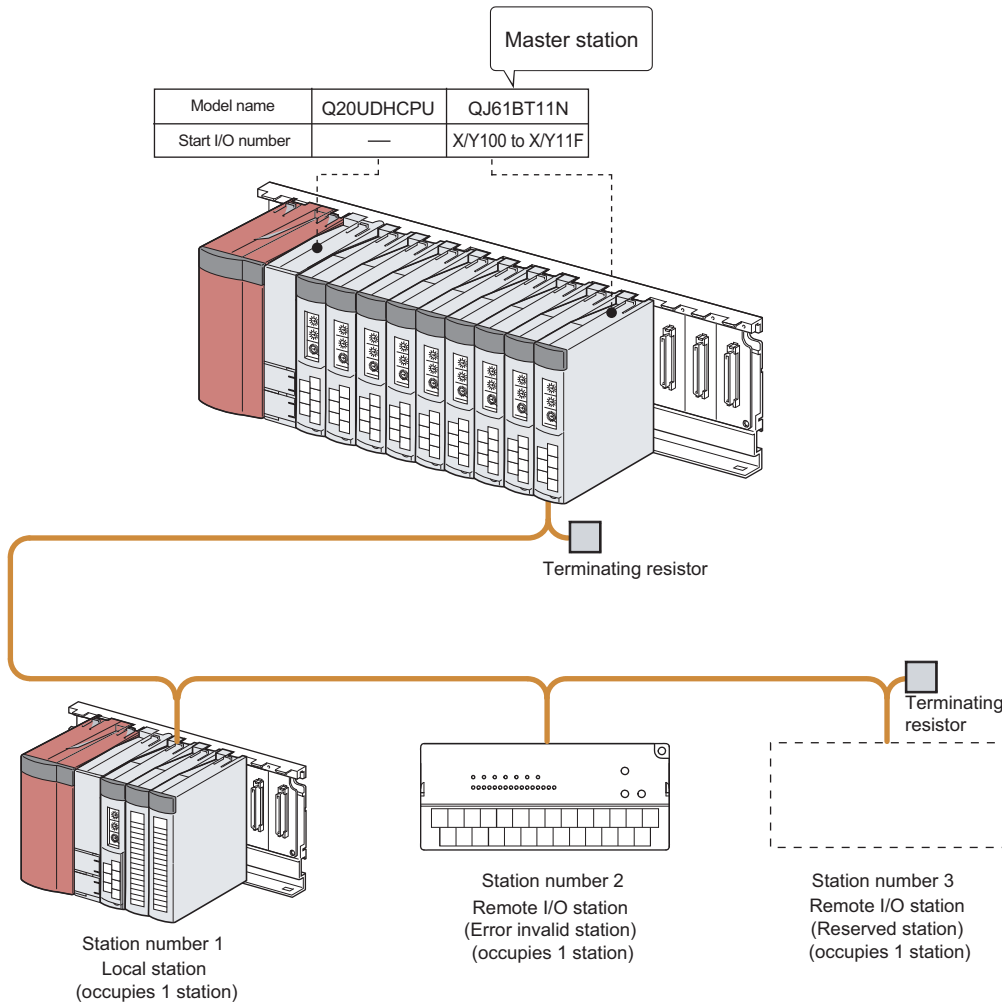 Master station
Model name Q20UDHCPU QJ61BT11N
Start I/O number — X/Y100 to X/Y11F
Terminating resistor
Terminating
resistor
Station number 1
Local station
(occupies 1 station)
Station number 2
Remote I/O station
(Error invalid station)
(occupies 1 station)
Station number 3
Remote I/O station
(Reserved station)
(occupies 1 station)